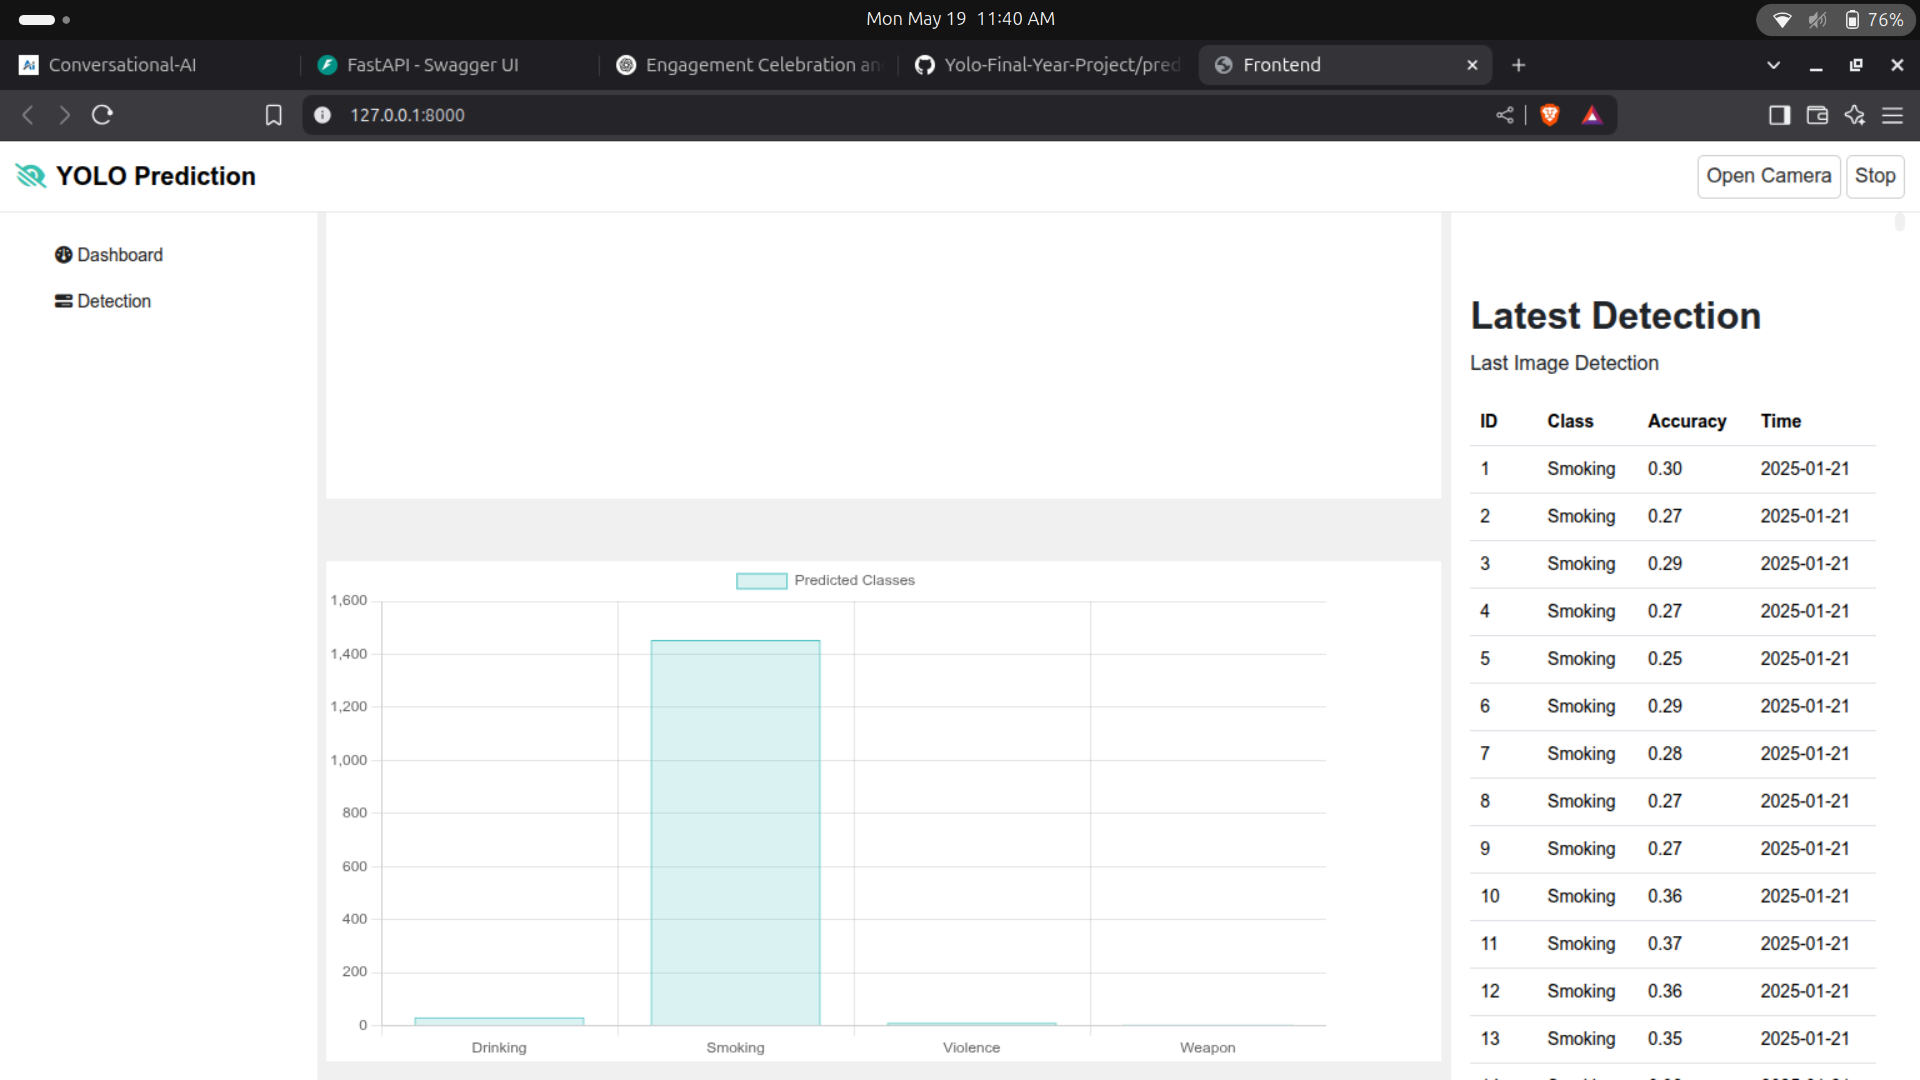 Mon May 19 11:40 AM
76%
Conversational-AI
FastAPI - Swagger UI
Engagement Celebration an
Yolo-Final-Year-Project/pred
Frontend
127.0.0.1:8000
YOLO Prediction
Open Camera
Stop
Dashboard
Detection
Predicted Classes
1,600
1,400
1,200
1,000
800
600
400
200
0
Drinking Smoking Violence Weapon
Latest Detection
Last Image Detection
ID Class Accuracy Time
1 Smoking 0.30 2025-01-21
2 Smoking 0.27 2025-01-21
3 Smoking 0.29 2025-01-21
4 Smoking 0.27 2025-01-21
5 Smoking 0.25 2025-01-21
6 Smoking 0.29 2025-01-21
7 Smoking 0.28 2025-01-21
8 Smoking 0.27 2025-01-21
9 Smoking 0.27 2025-01-21
10 Smoking 0.36 2025-01-21
11 Smoking 0.37 2025-01-21
12 Smoking 0.36 2025-01-21
13 Smoking 0.35 2025-01-21